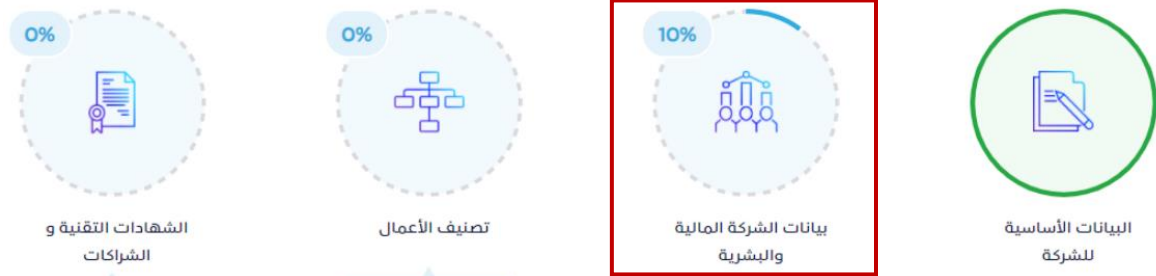 البيانات الأساسية
للشركة
10%
بيانات الشركة المالية
والبشرية
0%
تصنيف الأعمال
0%
الشهادات التقنية و
الشراكات